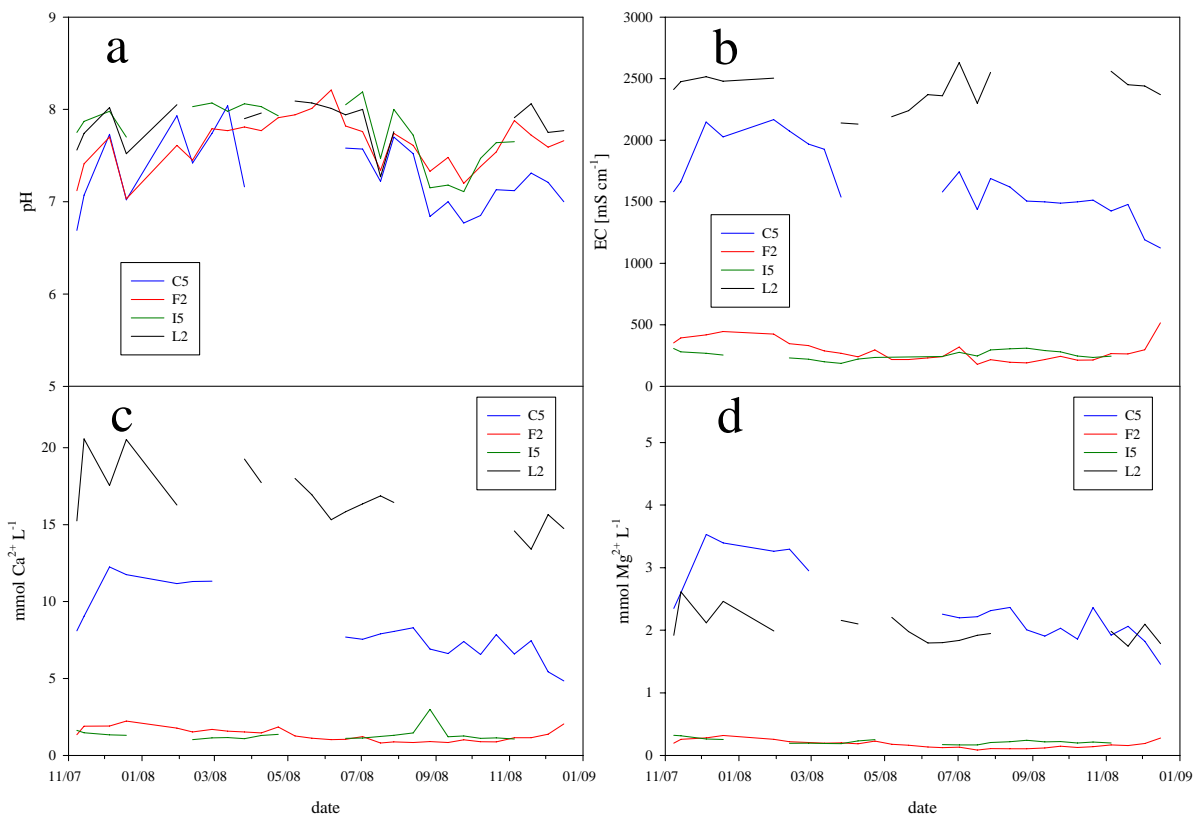 a
9
8
7
6
5
pH
C5
F2
I5
L2
b
3000
2500
2000
1500
1000
500
0
EC [mS cm⁻¹]
C5
F2
I5
L2
c
20
15
10
5
0
mmol Ca²⁺ L⁻¹
C5
F2
I5
L2
11/07 01/08 03/08 05/08 07/08 09/08 11/08 01/09
date
d
5
4
3
2
1
0
mmol Mg²⁺ L⁻¹
C5
F2
I5
L2
11/07 01/08 03/08 05/08 07/08 09/08 11/08 01/09
date